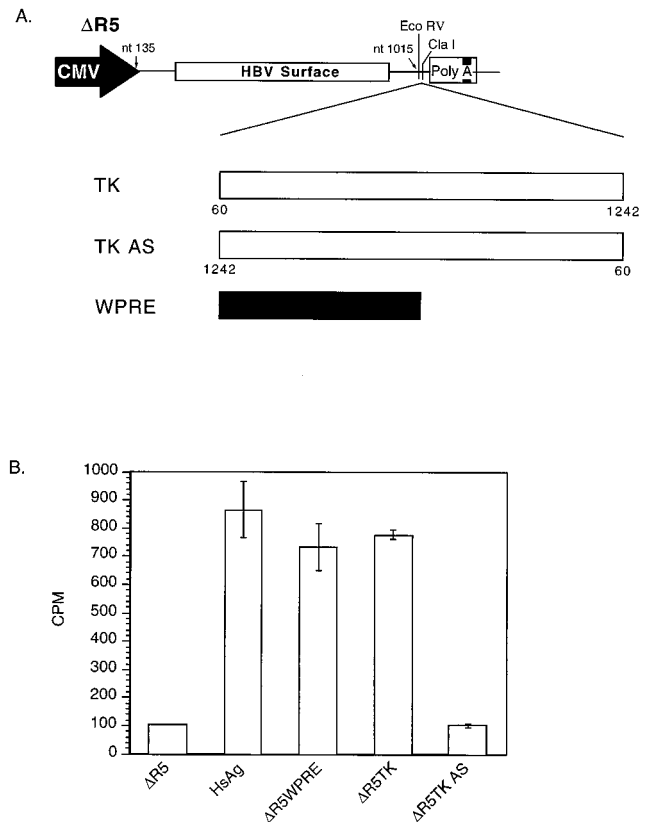 A.
ΔR5
nt 135
Eco RV
nt 1015
Cla I
CMV
HBV Surface
Poly A
TK
60
1242
TK AS
1242
60
WPRE
B.
1000
900
800
700
600
500
400
300
200
100
0
CPM
ΔR5
HsAg
ΔR5WPRE
ΔR5TK
ΔR5TK AS